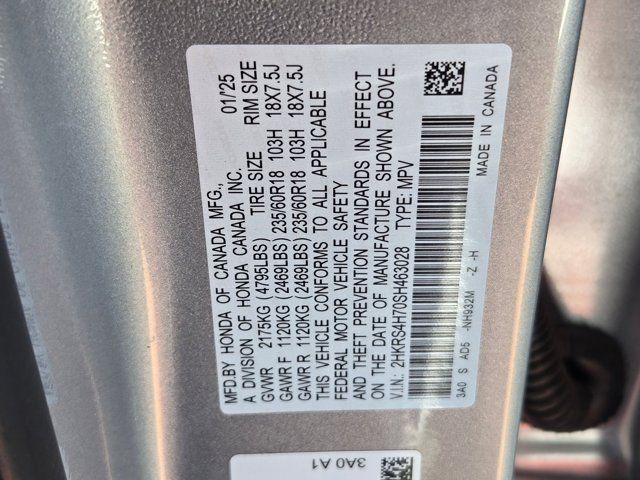 MFD.BY HONDA OF CANADA MFG., 01/25
A DIVISION OF HONDA CANADA INC.
TIRE SIZE RIM SIZE
GVWR 2175KG (4795LBS)
GAWR F 1120KG (2469LBS) 235/60R18 103H 18X7.5J
GAWR R 1120KG (2469LBS) 235/60R18 103H 18X7.5J
THIS VEHICLE CONFORMS TO ALL APPLICABLE
FEDERAL MOTOR VEHICLE SAFETY
AND THEFT PREVENTION STANDARDS IN EFFECT
ON THE DATE OF MANUFACTURE SHOWN ABOVE.
V.I.N.: 2HKRS4H70SH463028 TYPE: MPV
3A0 S AD5 -NH932M -Z -H
MADE IN CANADA
3A0 A1